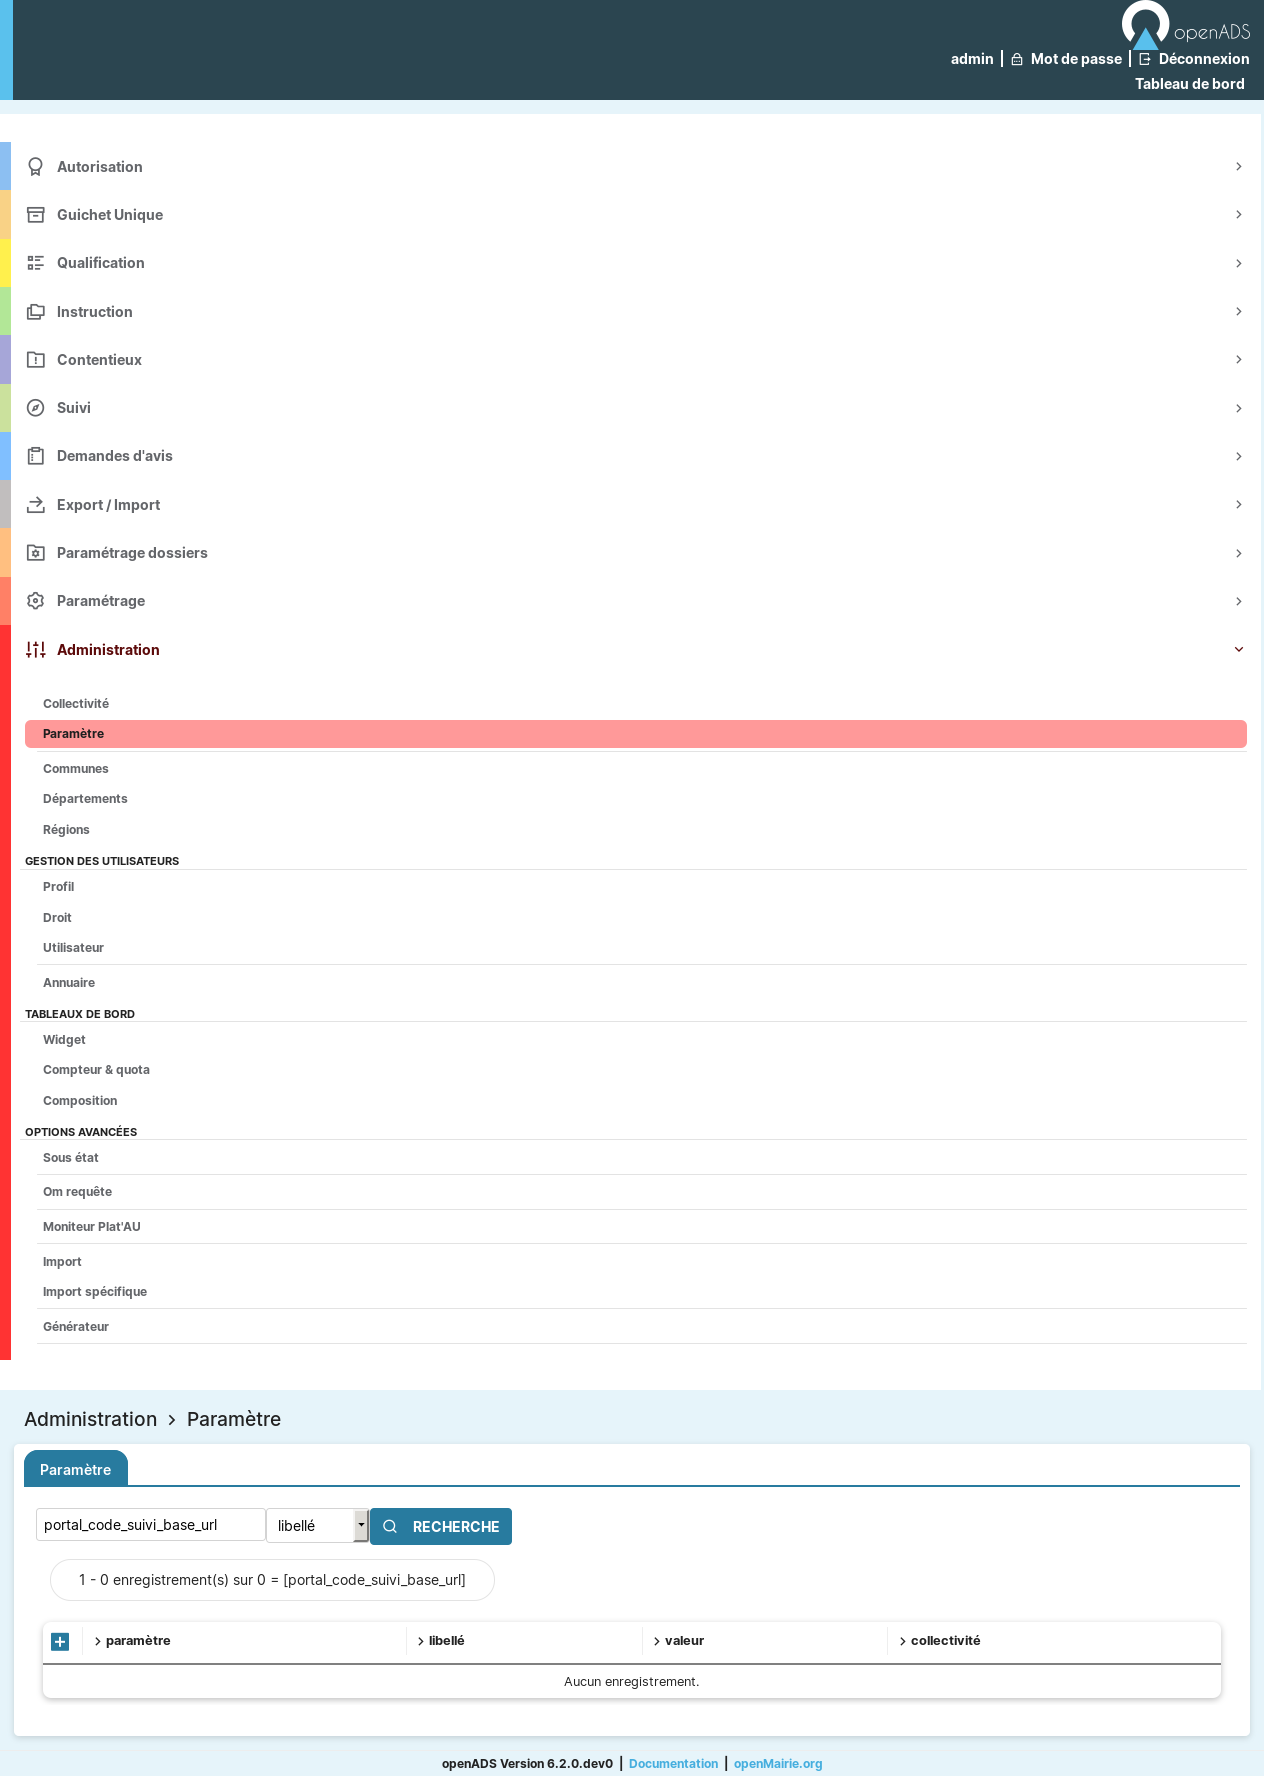 openADS
admin | Mot de passe | Déconnexion
Tableau de bord
Autorisation
Guichet Unique
Qualification
Instruction
Contentieux
Suivi
Demandes d'avis
Export / Import
Paramétrage dossiers
Paramétrage
Administration
Collectivité
Paramètre
Communes
Départements
Régions
GESTION DES UTILISATEURS
Profil
Droit
Utilisateur
Annuaire
TABLEAUX DE BORD
Widget
Compteur & quota
Composition
OPTIONS AVANCÉES
Sous état
Om requête
Moniteur Plat'AU
Import
Import spécifique
Générateur
Administration > Paramètre
Paramètre
portal_code_suivi_base_url libellé RECHERCHE
1 - 0 enregistrement(s) sur 0 = [portal_code_suivi_base_url]
paramètre libellé valeur collectivité
Aucun enregistrement.
openADS Version 6.2.0.dev0 | Documentation | openMairie.org